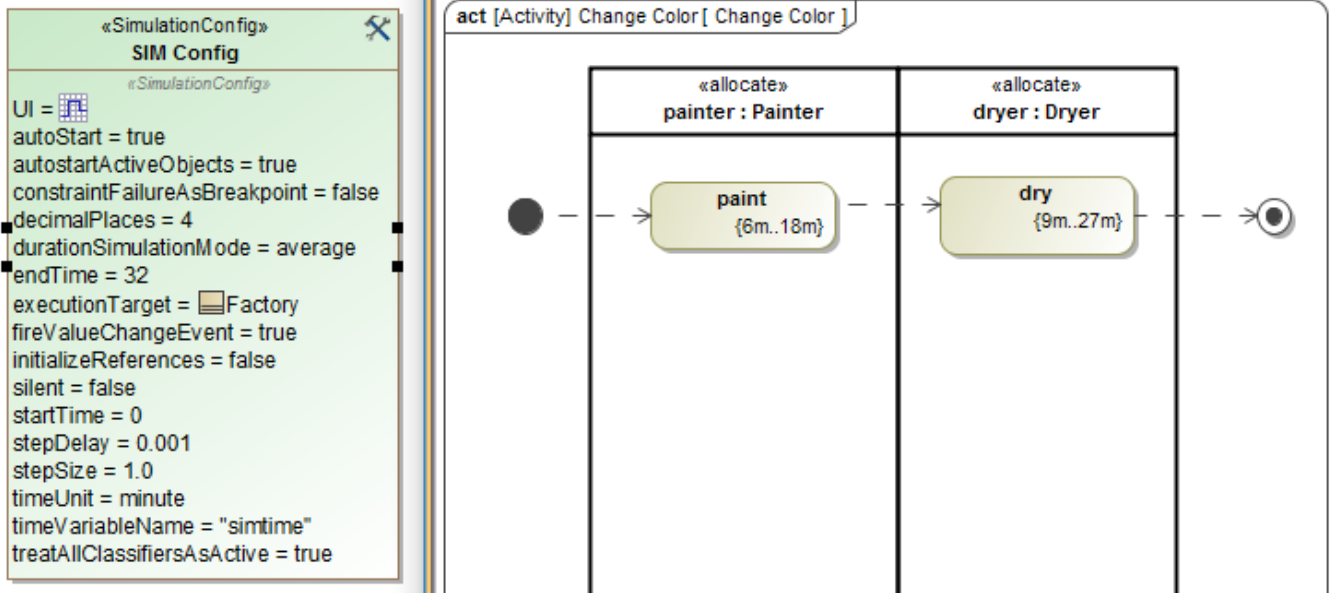 «SimulationConfig»
SIM Config
«SimulationConfig»
UI =
autoStart = true
autostartActiveObjects = true
constraintFailureAsBreakpoint = false
decimalPlaces = 4
durationSimulationMode = average
endTime = 32
executionTarget = Factory
fireValueChangeEvent = true
initializeReferences = false
silent = false
startTime = 0
stepDelay = 0.001
stepSize = 1.0
timeUnit = minute
timeVariableName = "simtime"
treatAllClassifiersAsActive = true
act [Activity] Change Color [ Change Color ]
«allocate»
painter : Painter
«allocate»
dryer : Dryer
paint
{6m..18m}
dry
{9m..27m}